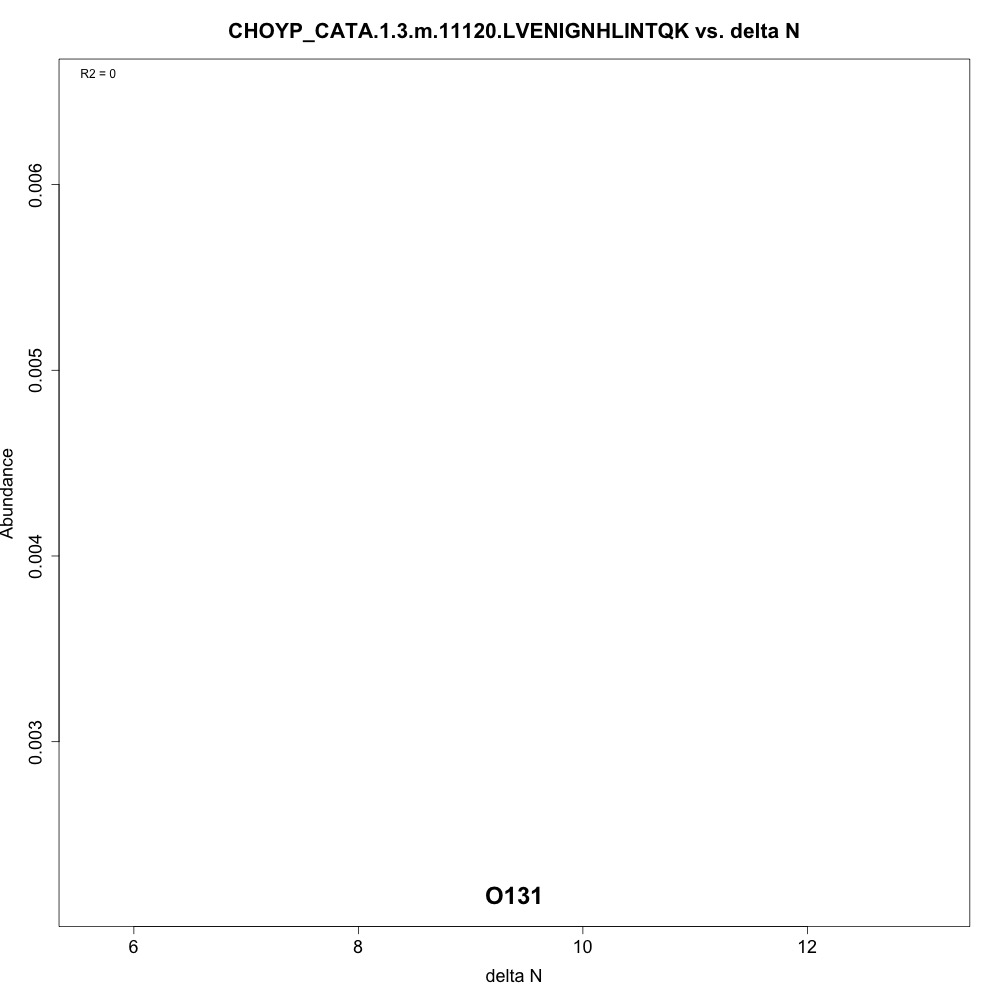 CHOYP_CATA.1.3.m.11120.LVENIGNHLINTQK vs. delta N
R2 = 0
0.006
0.005
0.004
0.003
Abundance
O131
6 8 10 12
delta N